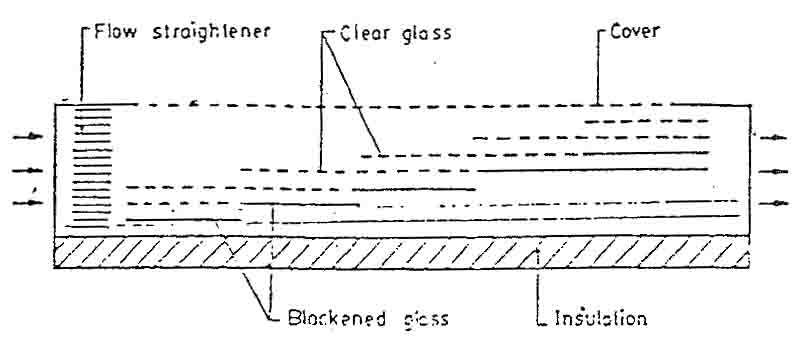 Flow straightener
Clear glass
Cover
Blackened glass
Insulation